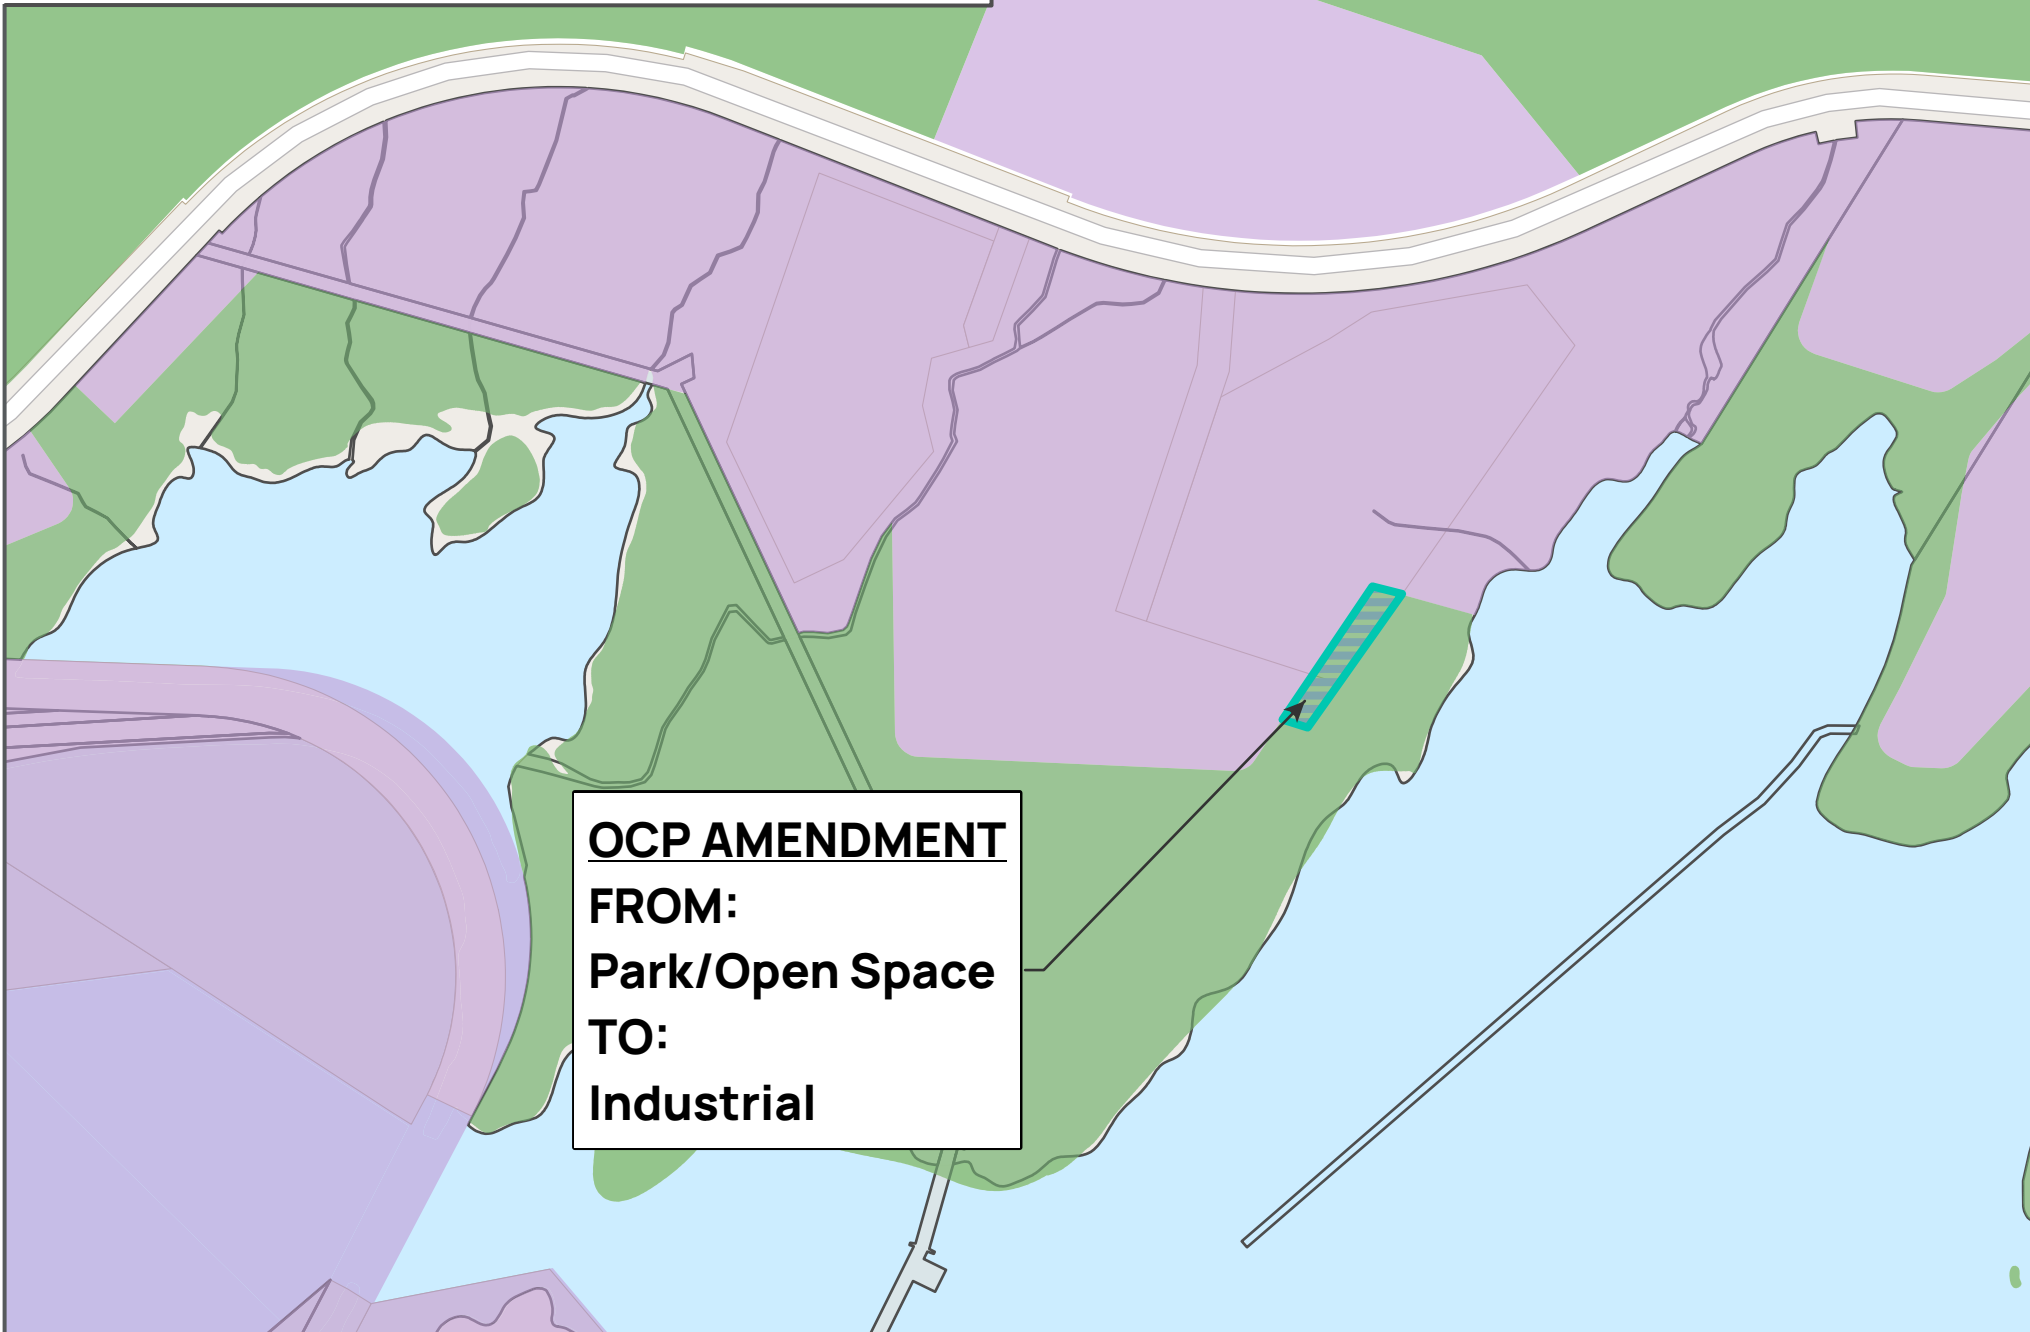 OCP AMENDMENT
FROM:
Park/Open Space
TO:
Industrial